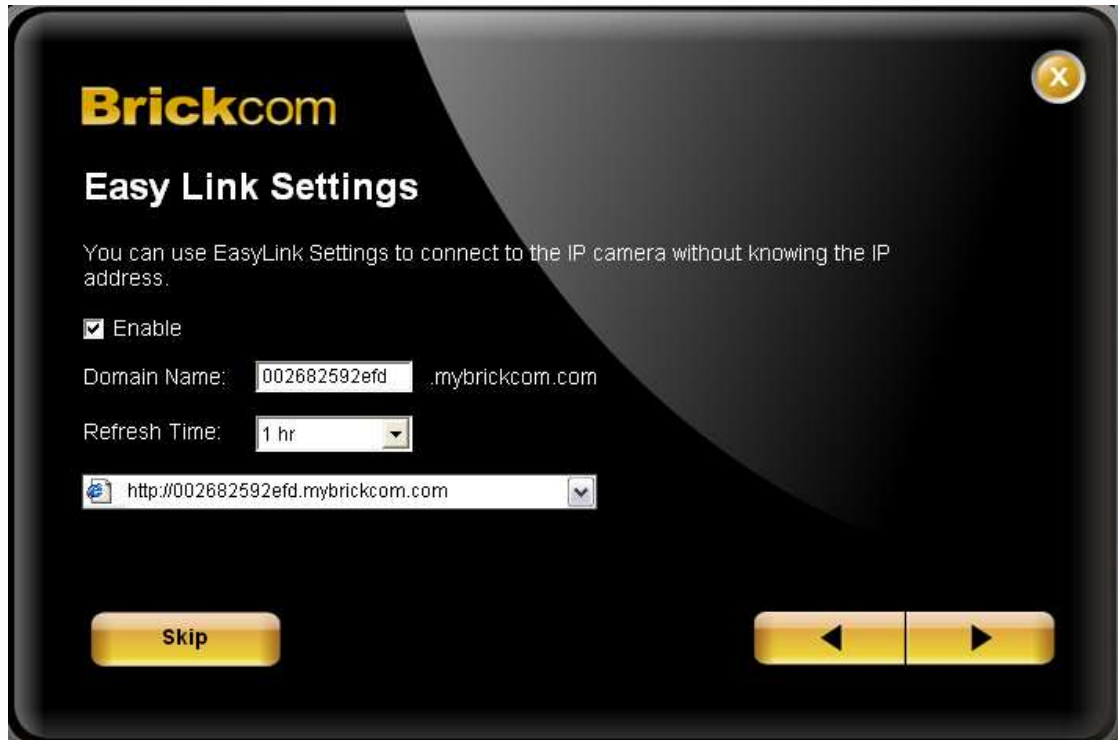 X
Brickcom
Easy Link Settings
You can use EasyLink Settings to connect to the IP camera without knowing the IP
address.
Enable
Domain Name: 002682592efd .mybrickcom.com
Refresh Time: 1 hr
http://002682592efd.mybrickcom.com
Skip